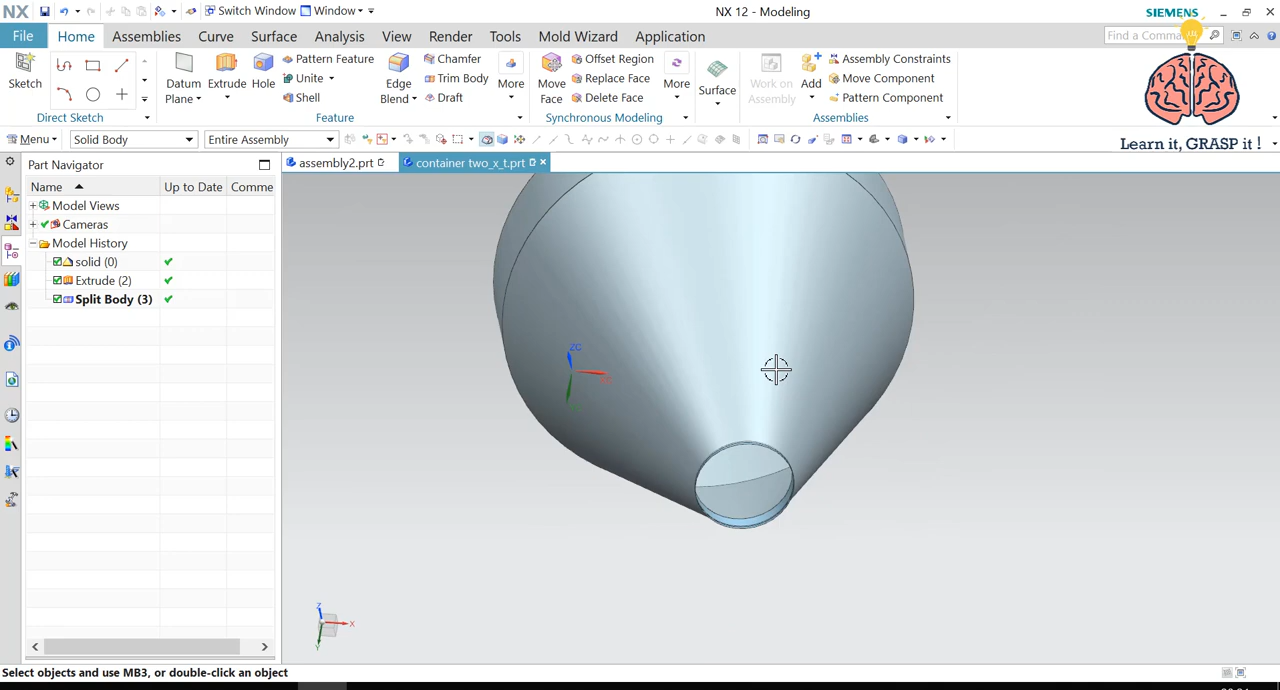 NX Switch Window Window NX 12 - Modeling SIEMENS
File Home Assemblies Curve Surface Analysis View Render Tools Mold Wizard Application
Sketch
Direct Sketch
Datum Plane Extrude Hole
Pattern Feature
Unite
Shell
Edge Blend
Chamfer
Trim Body
Draft
More
Feature
Move Face
Offset Region
Replace Face
Delete Face
More
Synchronous Modeling
Surface
Work on Assembly
Add
Assembly Constraints
Move Component
Pattern Component
Assemblies
Learn it, GRASP it !
Menu Solid Body Entire Assembly
Part Navigator
assembly2.prt container two_x_t.prt
Name Up to Date Comme
Model Views
Cameras
Model History
solid (0)
Extrude (2)
Split Body (3)
ZC
Z
X
Y
Select objects and use MB3, or double-click an object